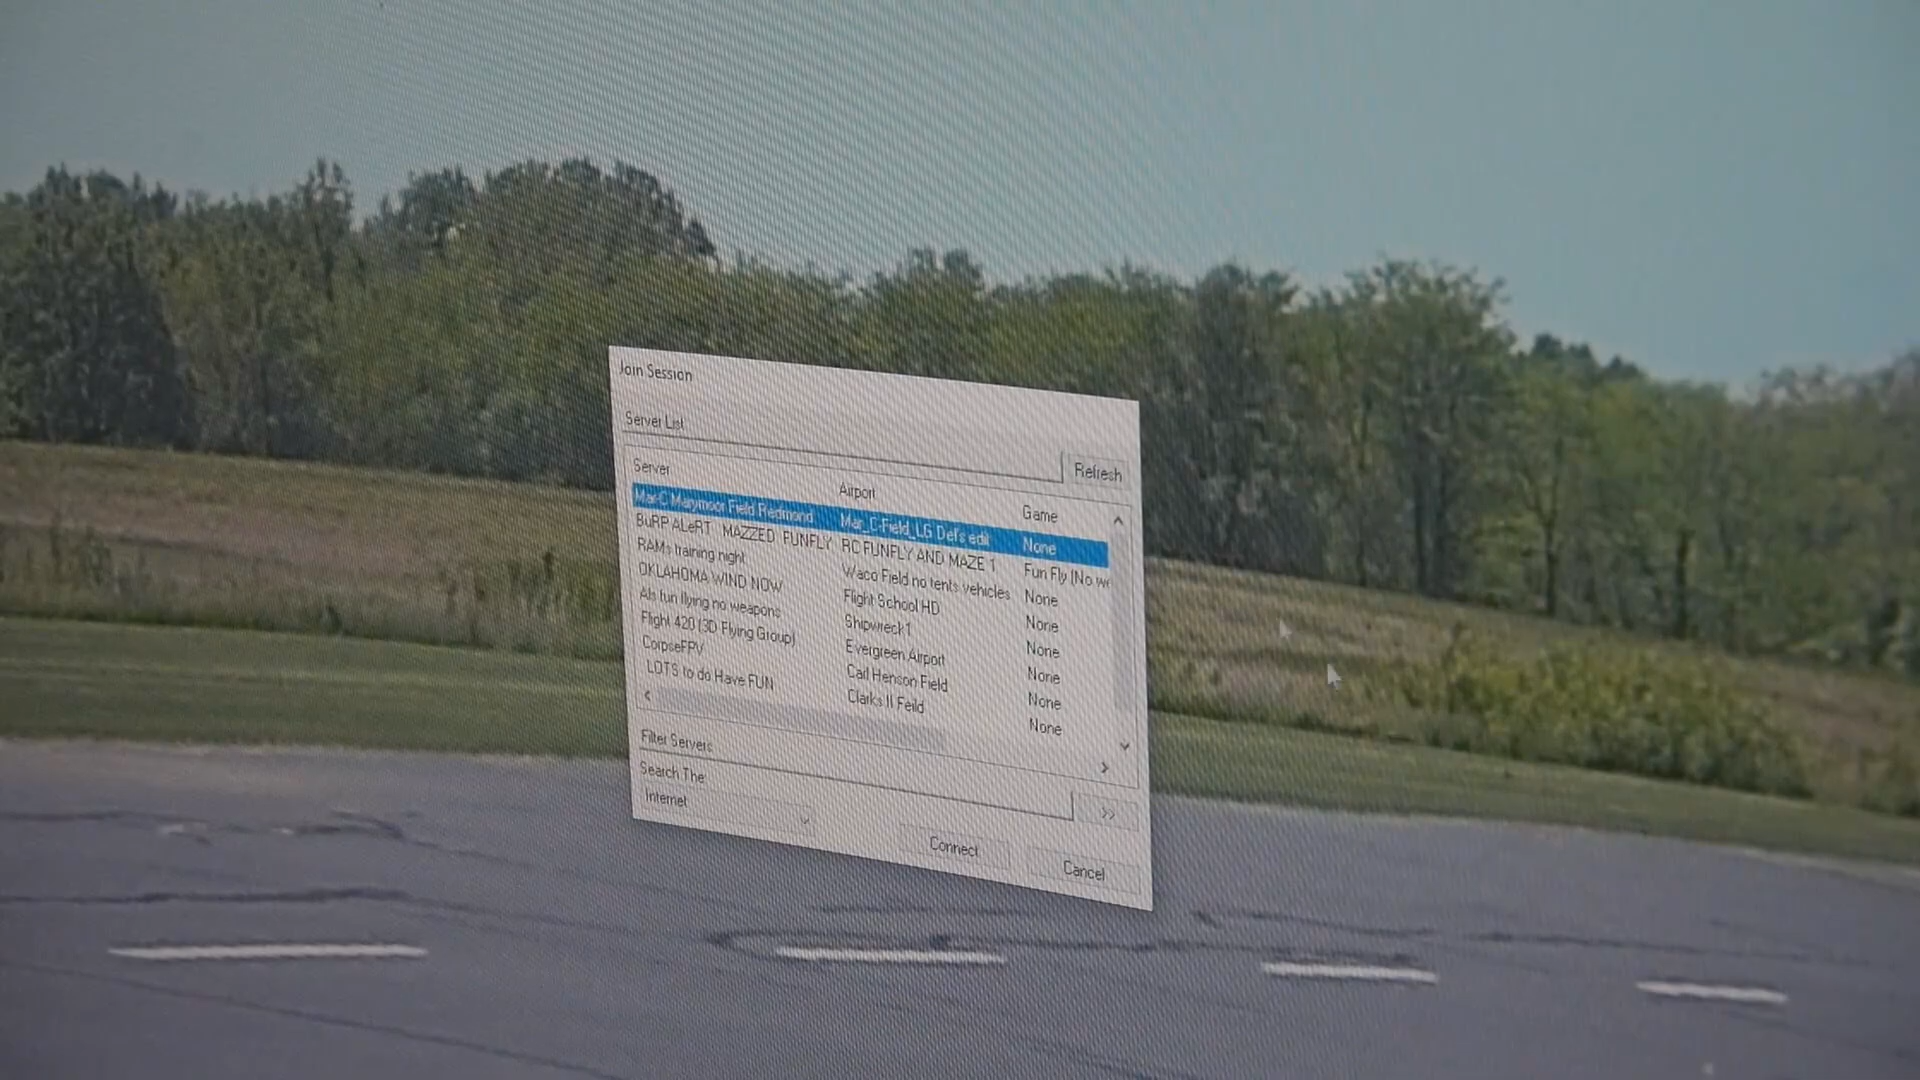 Join Session
Server List
Refresh
Server Airport Game
Mar-C Marymoor Field Redmond Mar_C-Field_LG Def's edit None
BuRP ALeRT MAZZED FUNFLY RC FUNFLY AND MAZE 1 Fun Fly (No we
RAMs training night Waco Field no tents vehicles None
OKLAHOMA WIND NOW Flight School HD None
Als fun flying no weapons Shipwreck1 None
Flight 420 (3D Flying Group) Evergreen Airport None
CorpseFPV Carl Henson Field None
LOTS to do Have FUN Clarks II Feild None
Filter Servers
Search The
Internet
>>
Connect Cancel